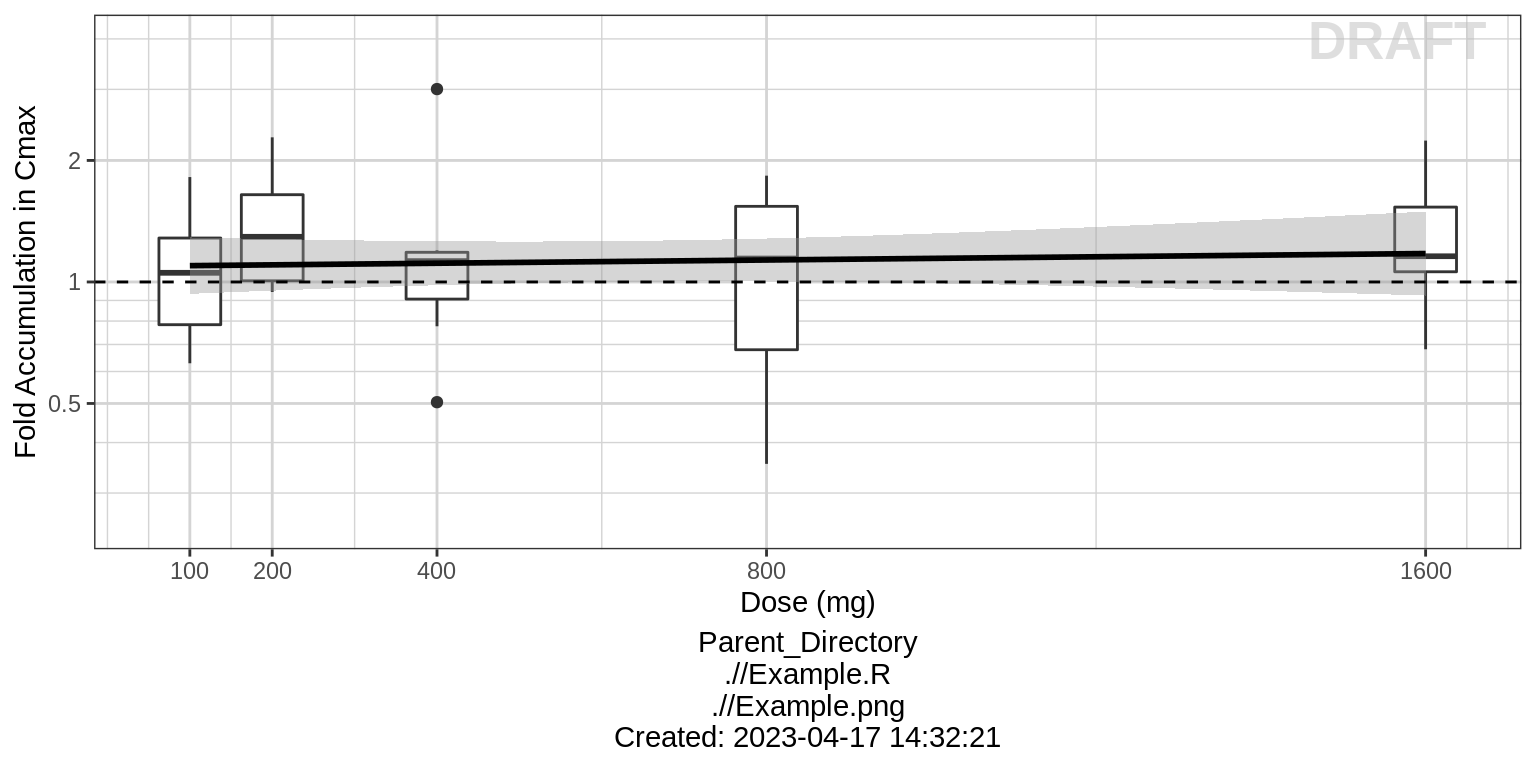 DRAFT
Fold Accumulation in Cmax
2
1
0.5
100 200 400 800 1600
Dose (mg)
Parent_Directory
.//Example.R
.//Example.png
Created: 2023-04-17 14:32:21